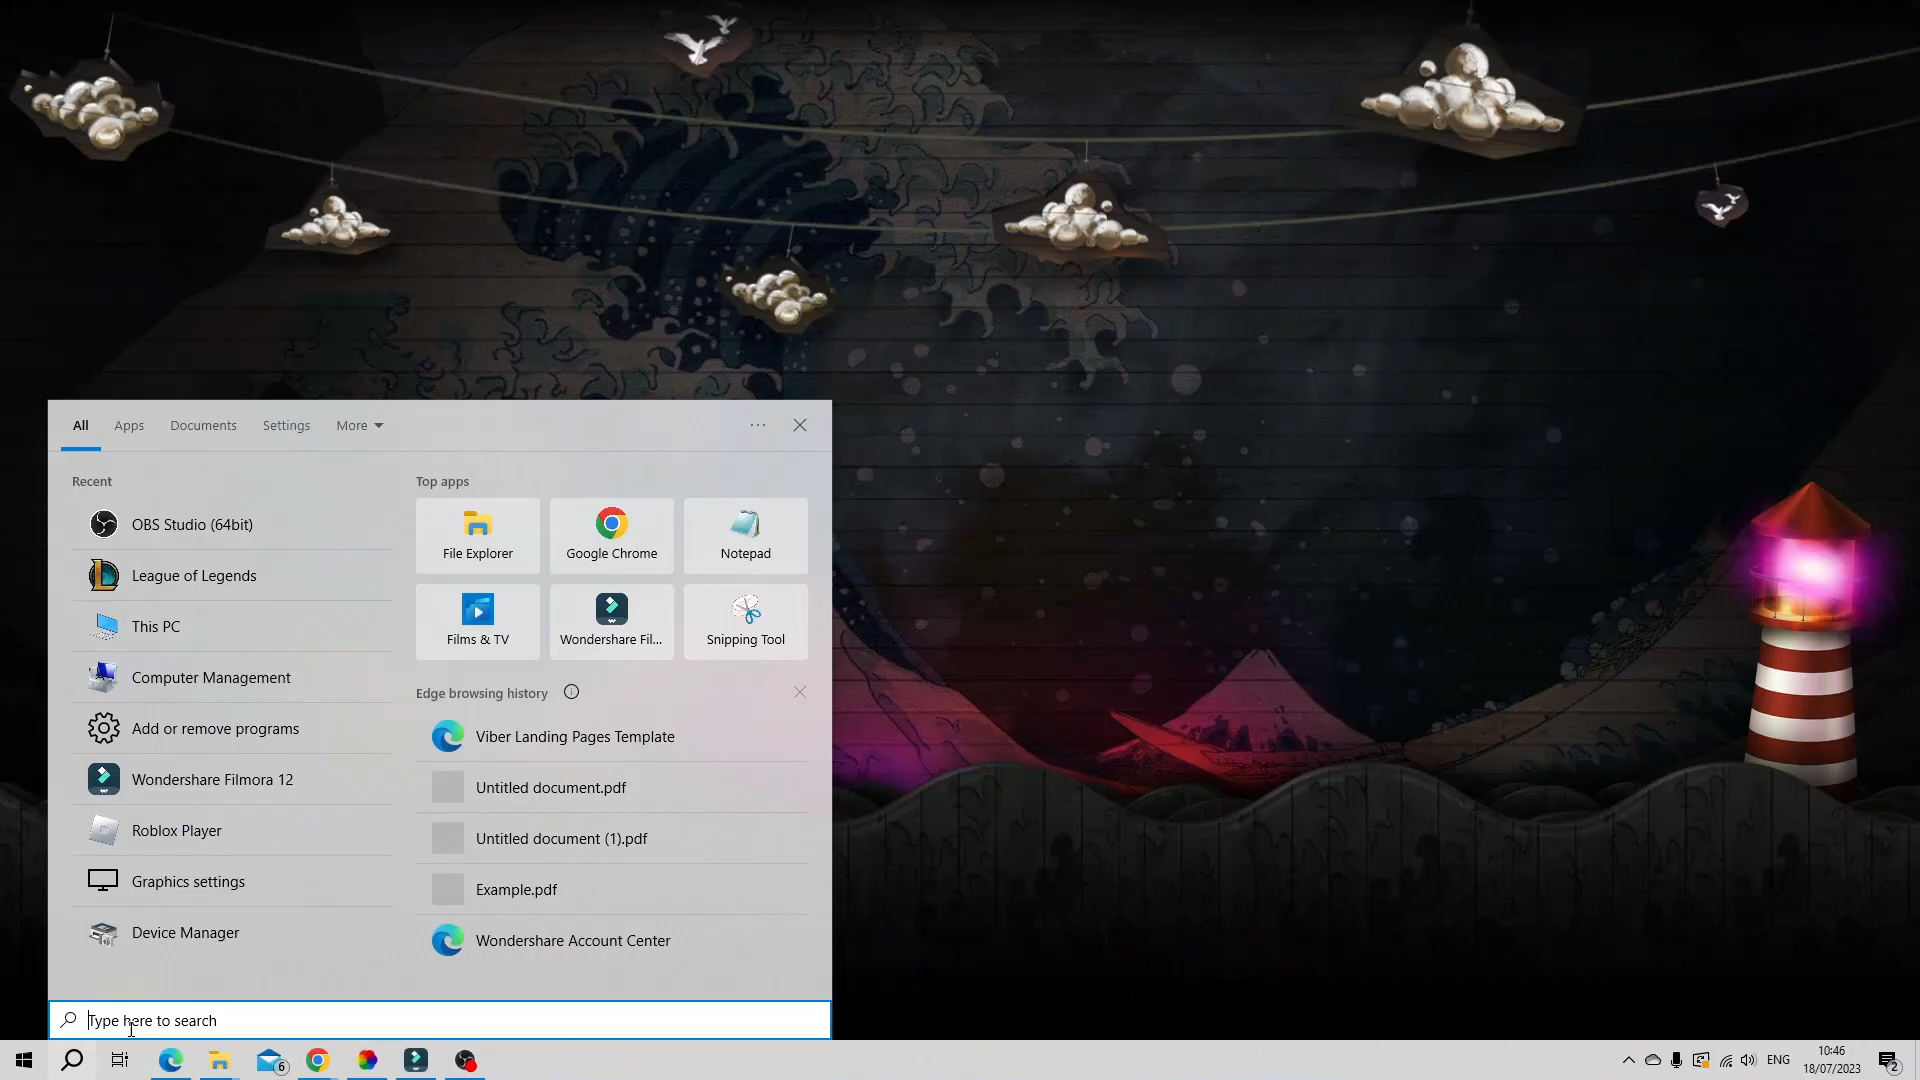 All Apps Documents Settings More
Recent
OBS Studio (64bit)
League of Legends
This PC
Computer Management
Add or remove programs
Wondershare Filmora 12
Roblox Player
Graphics settings
Device Manager
Top apps
File Explorer Google Chrome Notepad
Films & TV Wondershare Fil... Snipping Tool
Edge browsing history
Viber Landing Pages Template
Untitled document.pdf
Untitled document (1).pdf
Example.pdf
Wondershare Account Center
Type here to search
6
ENG
10:46
18/07/2023
2